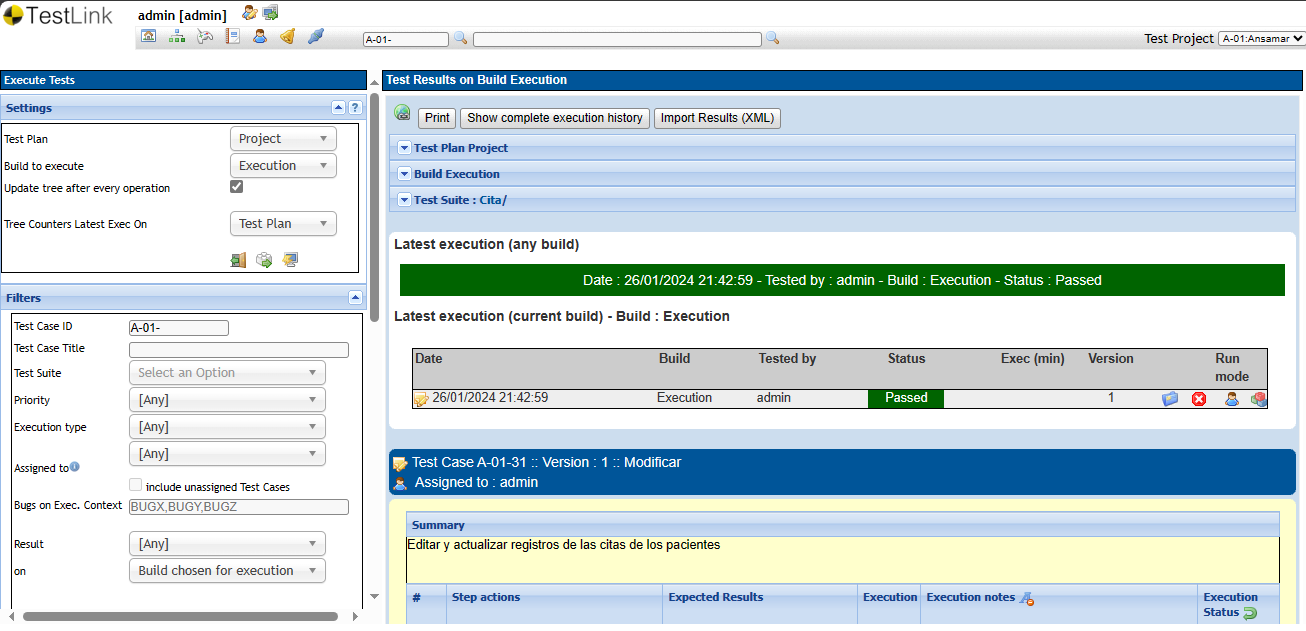 TestLink
admin [admin]
A-01-
Test Project A-01:Ansamar
Execute Tests
Settings
?
Test Plan Project
Build to execute Execution
Update tree after every operation
Tree Counters Latest Exec On Test Plan
Filters
Test Case ID A-01-
Test Case Title
Test Suite Select an Option
Priority [Any]
Execution type [Any]
[Any]
Assigned to
include unassigned Test Cases
Bugs on Exec. Context BUGX,BUGY,BUGZ
Result [Any]
on Build chosen for execution
Test Results on Build Execution
Print Show complete execution history Import Results (XML)
Test Plan Project
Build Execution
Test Suite : Cita/
Latest execution (any build)
Date : 26/01/2024 21:42:59 - Tested by : admin - Build : Execution - Status : Passed
Latest execution (current build) - Build : Execution
Date Build Tested by Status Exec (min) Version Run mode
26/01/2024 21:42:59 Execution admin Passed 1
Test Case A-01-31 :: Version : 1 :: Modificar
Assigned to : admin
Summary
Editar y actualizar registros de las citas de los pacientes
# Step actions Expected Results Execution Execution notes Execution Status